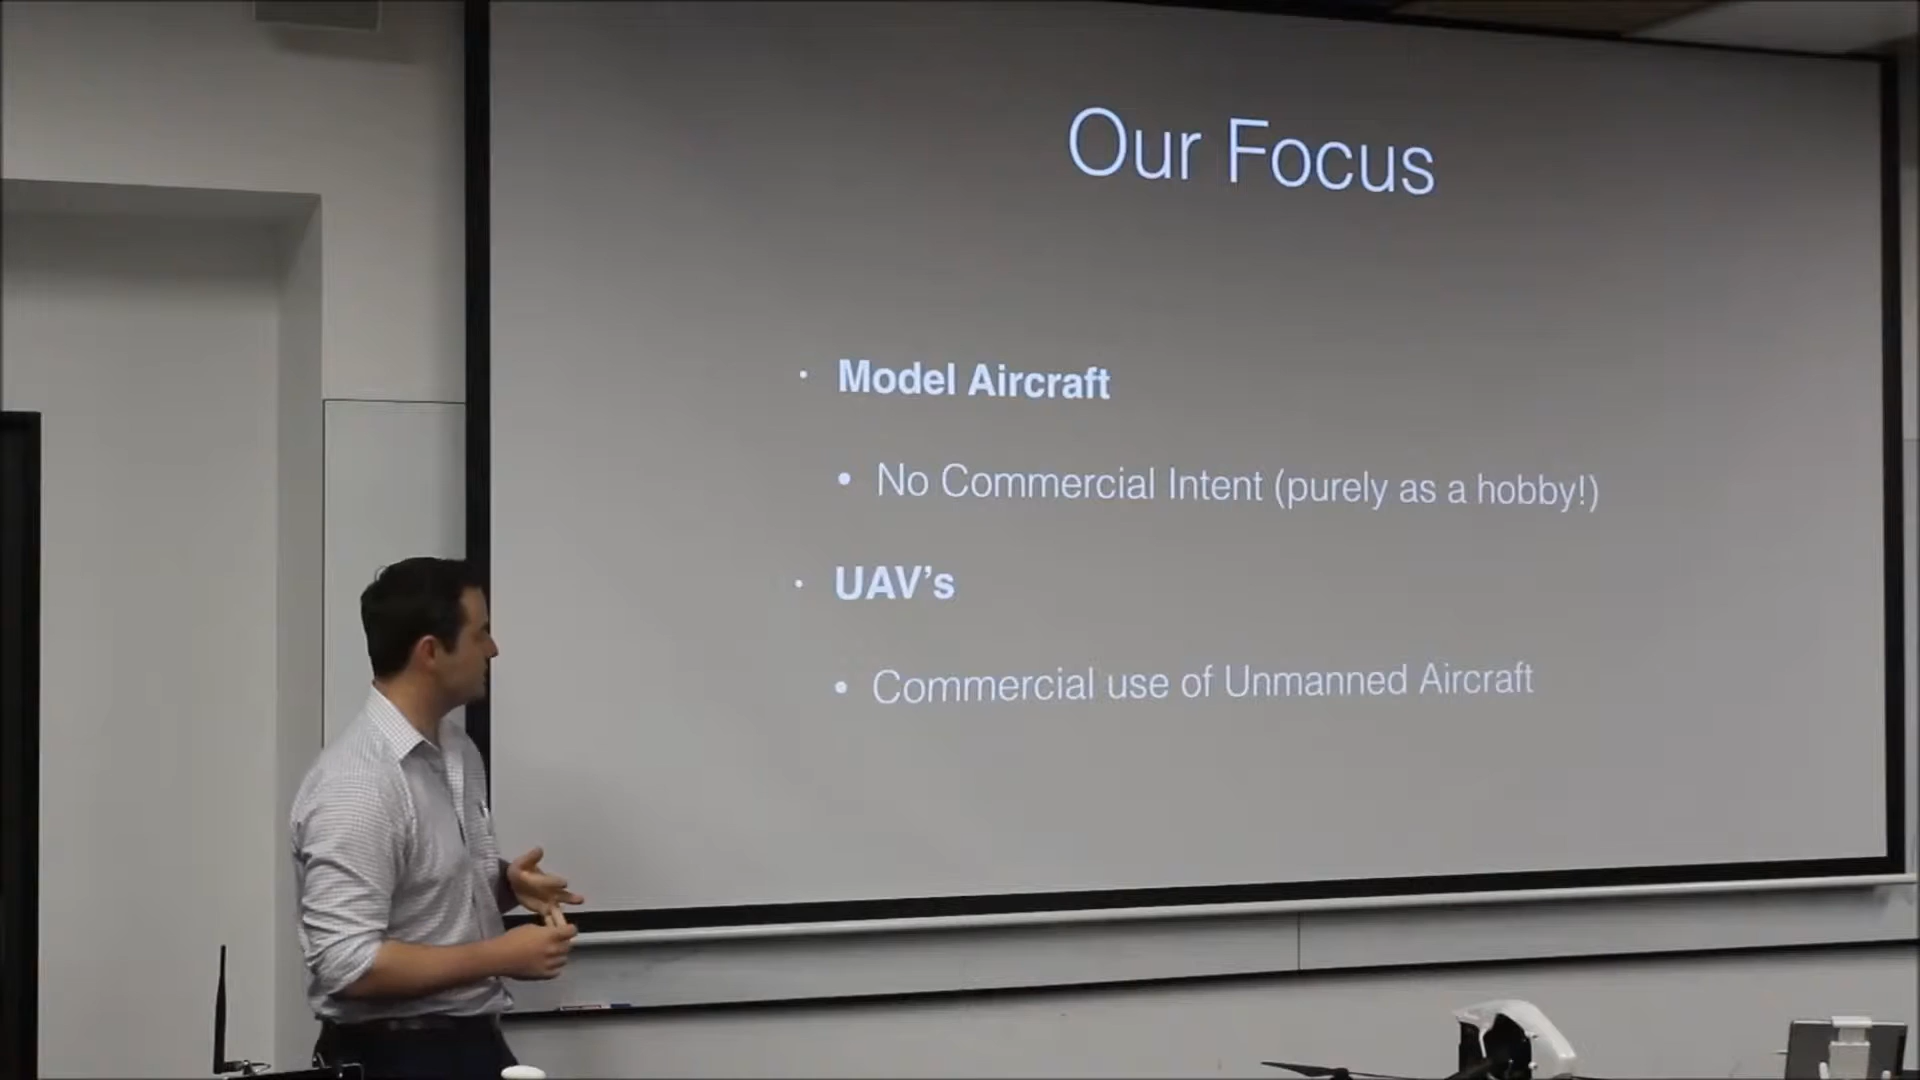 Our Focus
· Model Aircraft
• No Commercial Intent (purely as a hobby!)
· UAV’s
• Commercial use of Unmanned Aircraft